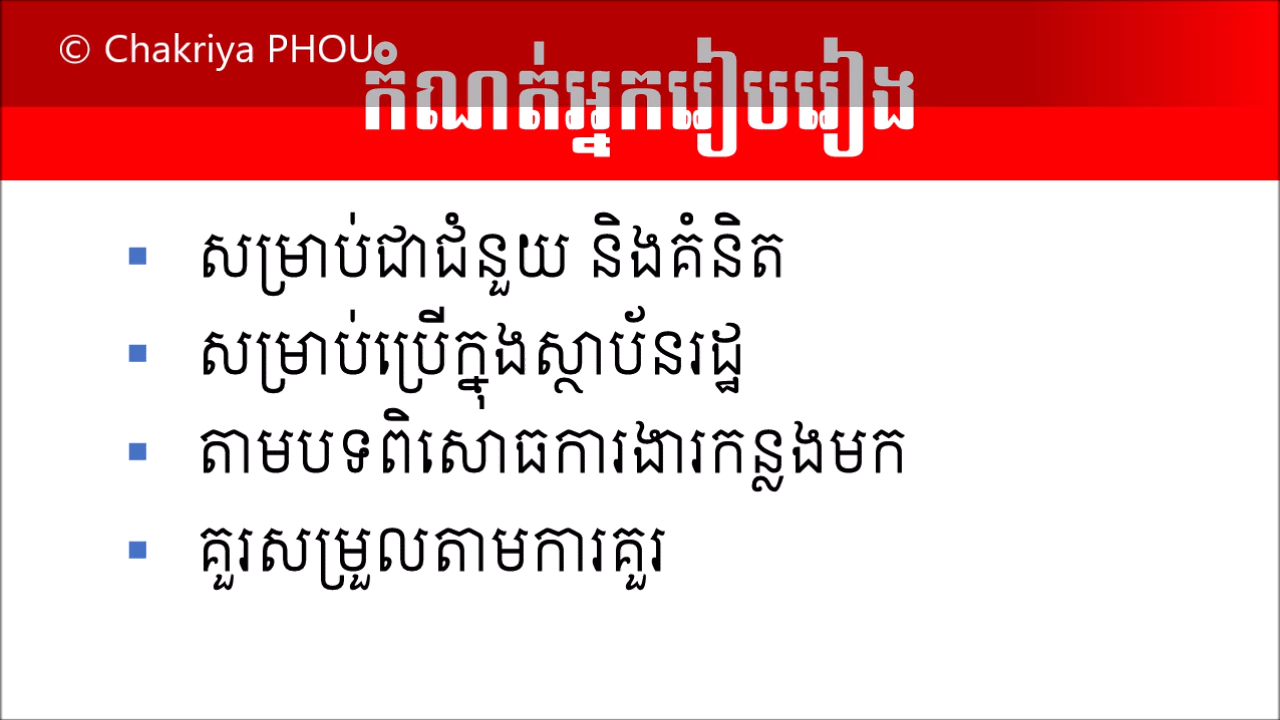 © Chakriya PHOU
កំណត់អ្នករៀបរៀង
▪ សម្រាប់ជាជំនួយ និងគំនិត
▪ សម្រាប់ប្រើក្នុងស្ថាប័នរដ្ឋ
▪ តាមបទពិសោធការងារកន្លងមក
▪ គួរសម្រួលតាមការគួរ